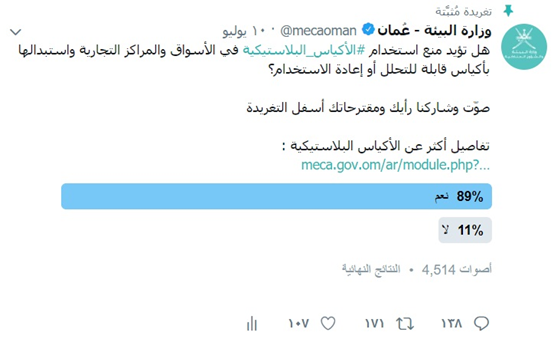 تغريدة مُثبَّتة
وزارة البيئة - عُمان @mecaoman · ١٠ يوليو
هل تؤيد منع استخدام #الأكياس_البلاستيكية في الأسواق والمراكز التجارية واستبدالها
بأكياس قابلة للتحلل أو إعادة الاستخدام؟
صوّت وشاركنا رأيك ومقترحاتك أسفل التغريدة
تفاصيل أكثر عن الأكياس البلاستيكية :
meca.gov.om/ar/module.php?...
89% نعم
11% لا
4,514 أصوات • النتائج النهائية
١٣٨ ١٧١ ١٠٧